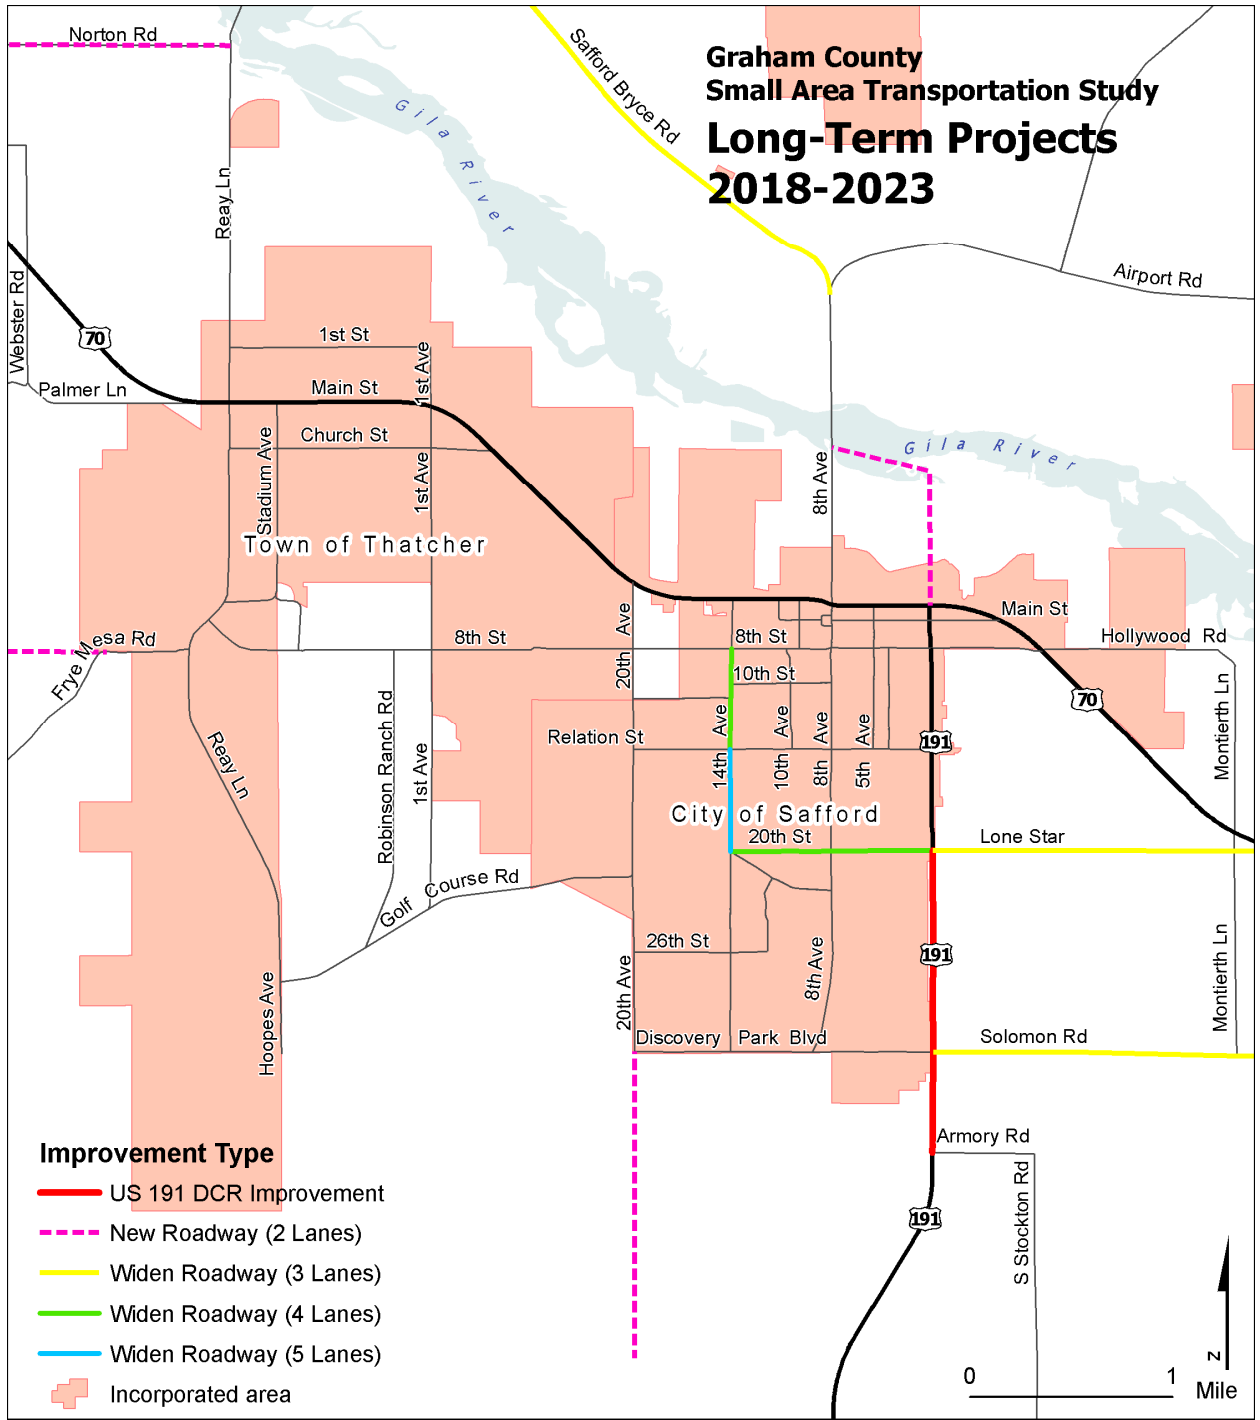 Norton Rd
Safford Bryce Rd
Graham County
Small Area Transportation Study
Long-Term Projects
2018-2023
Gila River
Reay Ln
Airport Rd
Webster Rd
70
1st St
1st Ave
Palmer Ln
Main St
Church St
Gila River
Stadium Ave
1st Ave
8th Ave
Town of Thatcher
Main St
Frye Mesa Rd
8th St
20th Ave
8th St
Hollywood Rd
10th St
70
Robinson Ranch Rd
Relation St
14th Ave
10th Ave
8th Ave
5th Ave
191
Montierth Ln
Reay Ln
1st Ave
City of Safford
20th St
Lone Star
Golf Course Rd
26th St
191
8th Ave
Montierth Ln
Hoopes Ave
20th Ave
Discovery Park Blvd
Solomon Rd
Armory Rd
S Stockton Rd
191
Improvement Type
US 191 DCR Improvement
New Roadway (2 Lanes)
Widen Roadway (3 Lanes)
Widen Roadway (4 Lanes)
Widen Roadway (5 Lanes)
Incorporated area
N
0 1
Mile